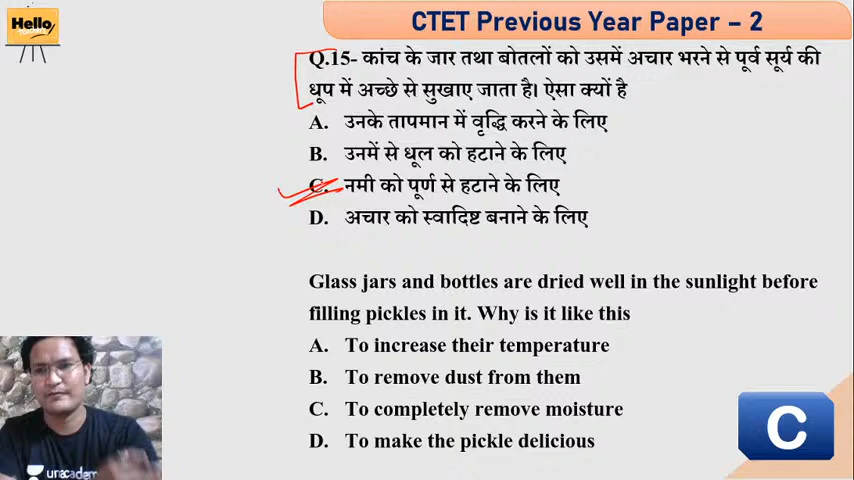 Hello
CTET Previous Year Paper – 2
Q.15- कांच के जार तथा बोतलों को उसमें अचार भरने से पूर्व सूर्य की
धूप में अच्छे से सुखाए जाता है। ऐसा क्यों है
A. उनके तापमान में वृद्धि करने के लिए
B. उनमें से धूल को हटाने के लिए
C. नमी को पूर्ण से हटाने के लिए
D. अचार को स्वादिष्ट बनाने के लिए
Glass jars and bottles are dried well in the sunlight before
filling pickles in it. Why is it like this
A. To increase their temperature
B. To remove dust from them
C. To completely remove moisture
D. To make the pickle delicious
C
unacademy